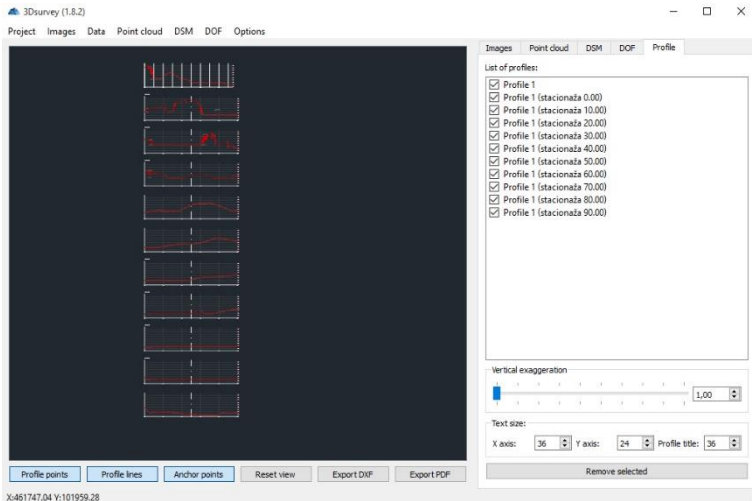 3Dsurvey (1.8.2)
Project Images Data Point cloud DSM DOF Options
Images Point cloud DSM DOF Profile
List of profiles:
Profile 1
Profile 1 (stacionaža 0.00)
Profile 1 (stacionaža 10.00)
Profile 1 (stacionaža 20.00)
Profile 1 (stacionaža 30.00)
Profile 1 (stacionaža 40.00)
Profile 1 (stacionaža 50.00)
Profile 1 (stacionaža 60.00)
Profile 1 (stacionaža 70.00)
Profile 1 (stacionaža 80.00)
Profile 1 (stacionaža 90.00)
Vertical exaggeration
1,00
Text size:
X axis: 36 Y axis: 24 Profile title: 36
Remove selected
Profile points Profile lines Anchor points Reset view Export DXF Export PDF
X:461747.04 Y:101959.28